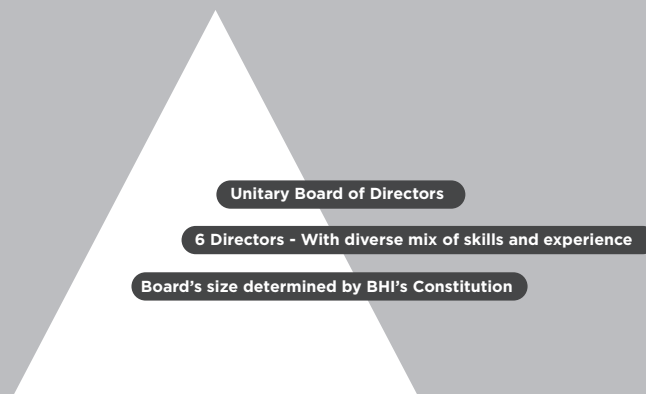 Unitary Board of Directors
6 Directors - With diverse mix of skills and experience
Board's size determined by BHI's Constitution